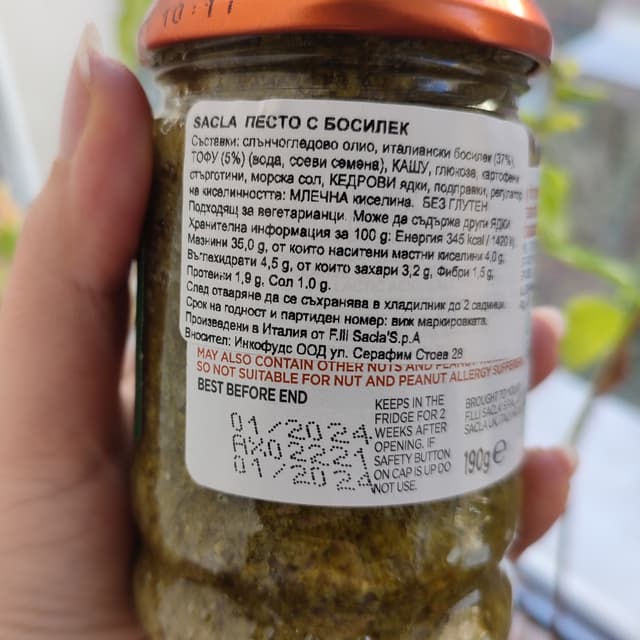 10:11
SACLA ПЕСТО С БОСИЛЕК
Съставки: слънчогледово олио, италиански босилек (37%),
ТОФУ (5%) (вода, соеви семена), КАШУ, глюкоза, картофени
стърготини, морска сол, КЕДРОВИ ядки, подправки, регулатор
на киселинността: МЛЕЧНА киселина. БЕЗ ГЛУТЕН
Подходящ за вегетарианци. Може да съдържа други ЯДКИ.
Хранителна информация за 100 g: Енергия 345 kcal / 1420 kj
Мазнини 35,0 g, от които наситени мастни киселини 4,0g,
Въглехидрати 4,5 g, от които захари 3,2 g, Фибри 1,5 g,
Протеини 1,9 g, Сол 1,0 g.
След отваряне да се съхранява в хладилник до 2 седмици.
Срок на годност и партиден номер: виж маркировката.
Произведени в Италия от F.lli Sacla'S.p.A
Вносител: Инкофудс ООД ул. Серафим Стоев 28
MAY ALSO CONTAIN OTHER NUTS AND PEANUT
SO NOT SUITABLE FOR NUT AND PEANUT ALLERGY SUFFERERS
BEST BEFORE END
01/2024
AX02221
01/2024
KEEPS IN THE
FRIDGE FOR 2
WEEKS AFTER
OPENING. IF
SAFETY BUTTON
ON CAP IS UP DO
NOT USE.
BROUGHT TO YOU
F.LLI SACLA S.P.A.
SACLA UK,
190g e